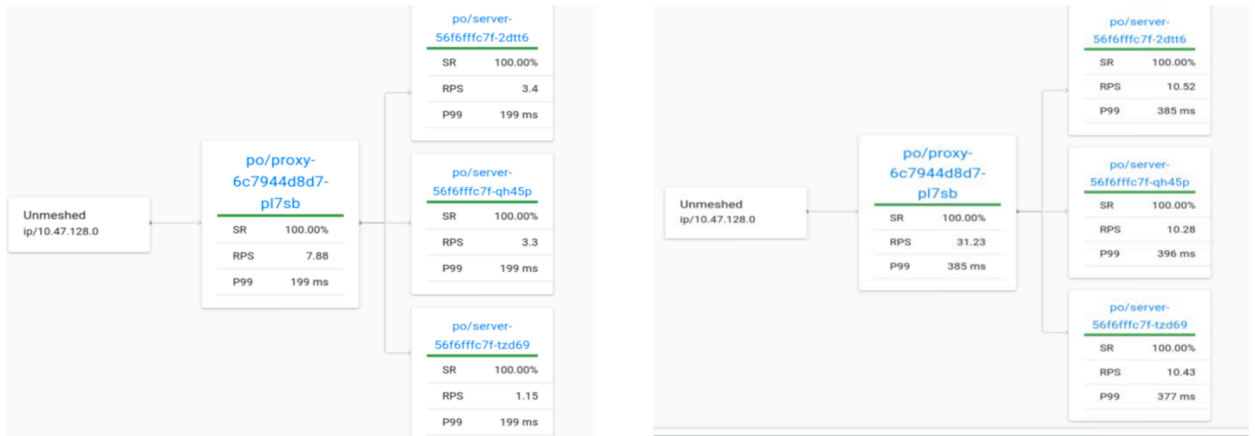 Unmeshed
ip/10.47.128.0
po/proxy-
6c7944d8d7-
pl7sb
SR 100.00%
RPS 7.88
P99 199 ms
po/server-
56f6fffc7f-2dtt6
SR 100.00%
RPS 3.4
P99 199 ms
po/server-
56f6fffc7f-qh45p
SR 100.00%
RPS 3.3
P99 199 ms
po/server-
56f6fffc7f-tzd69
SR 100.00%
RPS 1.15
P99 199 ms
Unmeshed
ip/10.47.128.0
po/proxy-
6c7944d8d7-
pl7sb
SR 100.00%
RPS 31.23
P99 385 ms
po/server-
56f6fffc7f-2dtt6
SR 100.00%
RPS 10.52
P99 385 ms
po/server-
56f6fffc7f-qh45p
SR 100.00%
RPS 10.28
P99 396 ms
po/server-
56f6fffc7f-tzd69
SR 100.00%
RPS 10.43
P99 377 ms